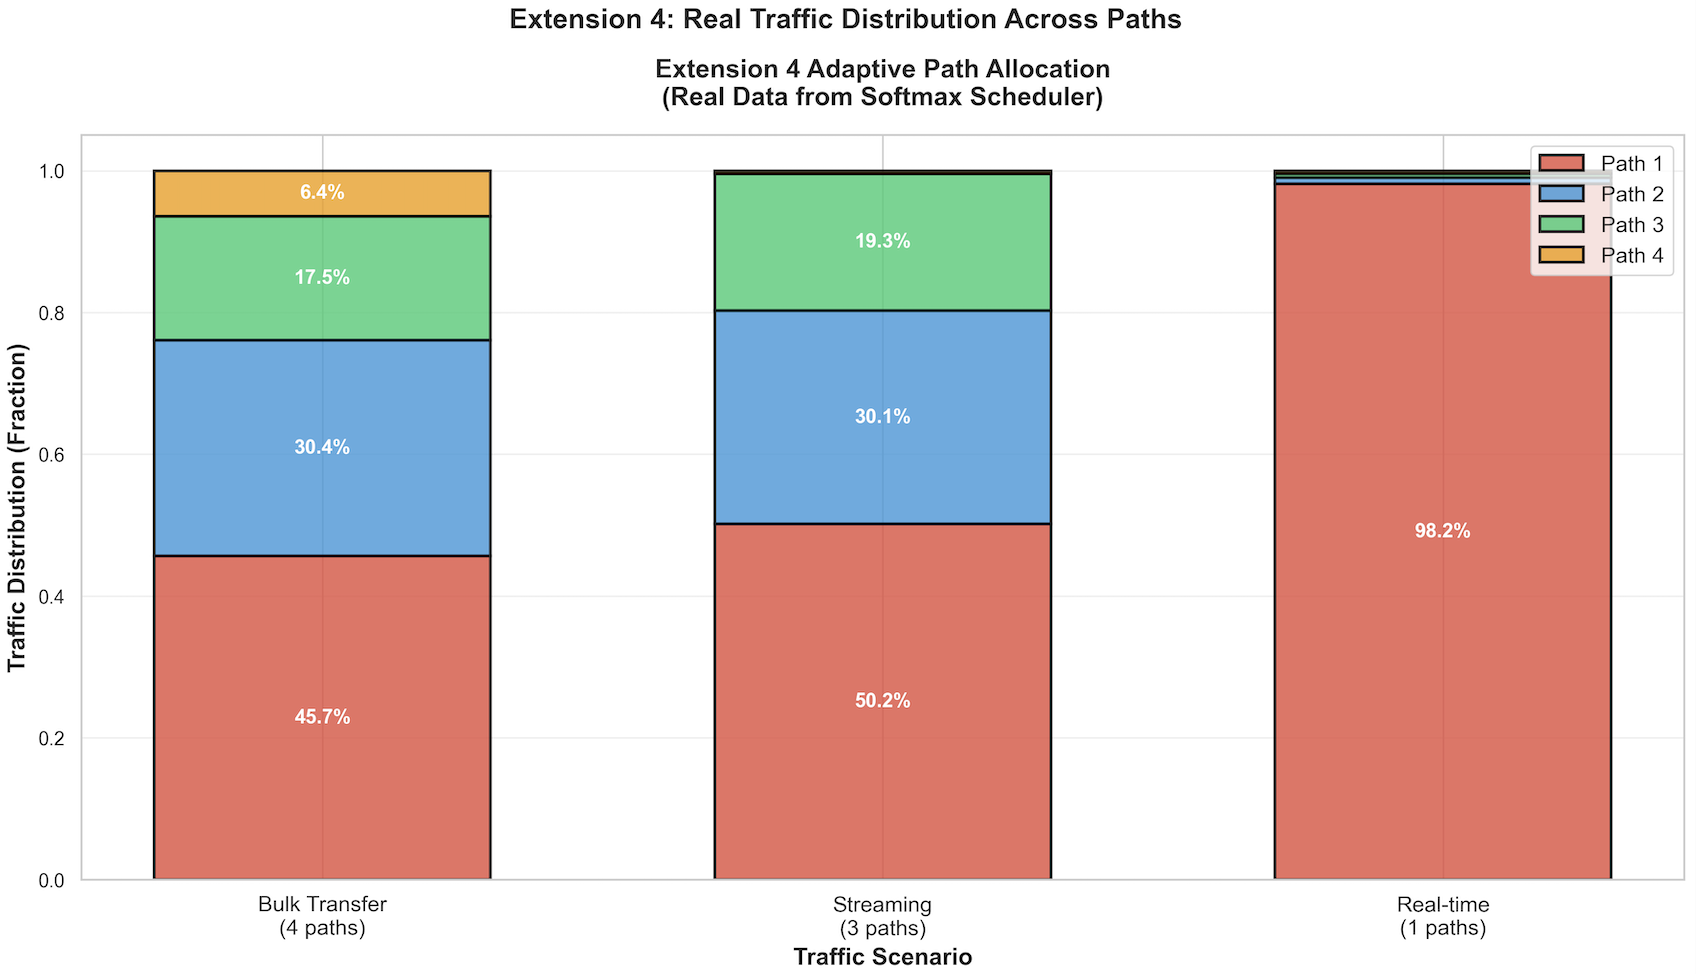 Extension 4: Real Traffic Distribution Across Paths
Extension 4 Adaptive Path Allocation
(Real Data from Softmax Scheduler)
Traffic Distribution (Fraction)
1.0
0.8
0.6
0.4
0.2
0.0
6.4%
17.5%
30.4%
45.7%
19.3%
30.1%
50.2%
98.2%
Path 1
Path 2
Path 3
Path 4
Bulk Transfer
(4 paths)
Streaming
(3 paths)
Real-time
(1 paths)
Traffic Scenario